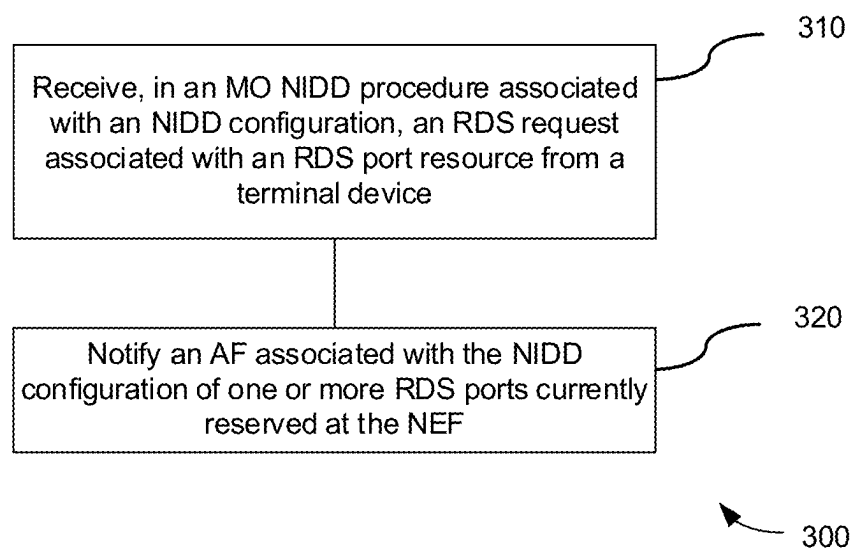 310
Receive, in an MO NIDD procedure associated
with an NIDD configuration, an RDS request
associated with an RDS port resource from a
terminal device
320
Notify an AF associated with the NIDD
configuration of one or more RDS ports currently
reserved at the NEF
300